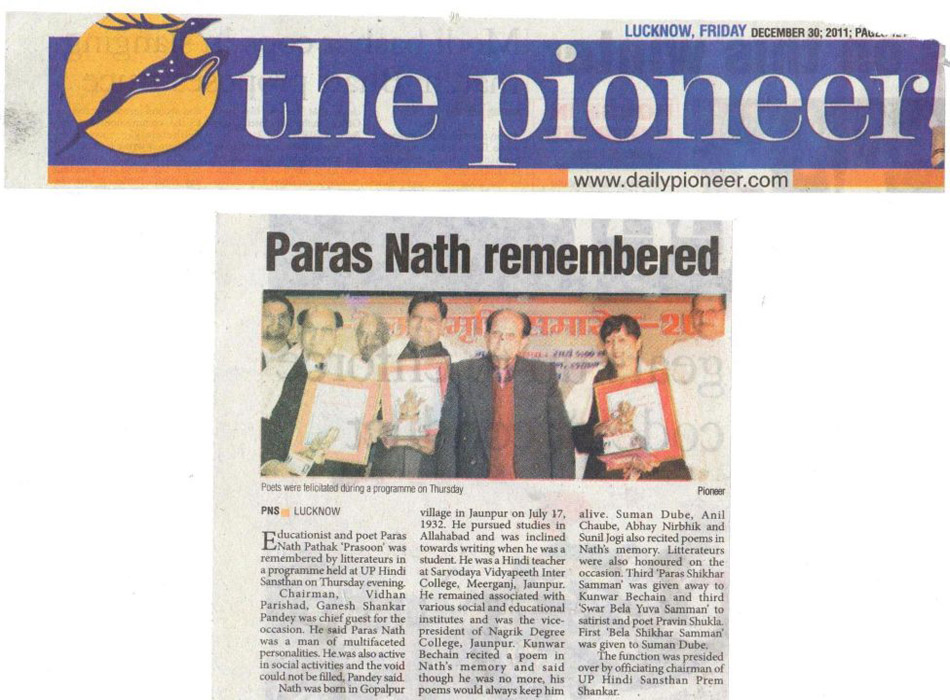 LUCKNOW, FRIDAY DECEMBER 30; 2011;
the pioneer
www.dailypioneer.com
Paras Nath remembered
Poets were felicitated during a programme on Thursday
Pioneer
PNS LUCKNOW
Educationist and poet Paras
Nath Pathak ‘Prasoon’ was
remembered by litterateurs in
a programme held at UP Hindi
Sansthan on Thursday evening.
Chairman, Vidhan
Parishad, Ganesh Shankar
Pandey was chief guest for the
occasion. He said Paras Nath
was a man of multifaceted
personalities. He was also active
in social activities and the void
could not be filled, Pandey said.
Nath was born in Gopalpur
village in Jaunpur on July 17,
1932. He pursued studies in
Allahabad and was inclined
towards writing when he was a
student. He was a Hindi teacher
at Sarvodaya Vidyapeeth Inter
College, Meerganj, Jaunpur.
He remained associated with
various social and educational
institutes and was the vice-
president of Nagrik Degree
College, Jaunpur. Kunwar
Bechain recited a poem in
Nath's memory and said
though he was no more, his
poems would always keep him
alive. Suman Dube, Anil
Chaube, Abhay Nirbhik and
Sunil Jogi also recited poems in
Nath's memory. Litterateurs
were also honoured on the
occasion. Third ‘Paras Shikhar
Samman’ was given away to
Kunwar Bechain and third
‘Swar Bela Yuva Samman’ to
satirist and poet Pravin Shukla.
First ‘Bela Shikhar Samman’
was given to Suman Dube.
The function was presided
over by officiating chairman of
UP Hindi Sansthan Prem
Shankar.